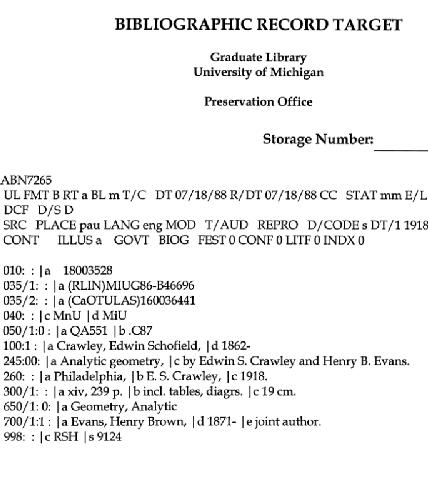 BIBLIOGRAPHIC RECORD TARGET
Graduate Library
University of Michigan
Preservation Office
Storage Number:
ABN7265
UL FMT B RT a BL m T/C DT 07/18/88 R/DT 07/18/88 CC STAT mm E/L
DCF D/S D
SRC PLACE pau LANG eng MOD T/AUD REPRO D/CODE s DT/1 1918
CONT ILLUS a GOVT BIOG FEST 0 CONF 0 LITF 0 INDX 0
010: : |a 18003528
035/1: : |a (RLIN)MIUG86-B46696
035/2: : |a (CaOTULAS)160036441
040: : |c MnU |d MiU
050/1:0 : |a QA551 |b .C87
100:1 : |a Crawley, Edwin Schofield, |d 1862-
245:00: |a Analytic geometry, |c by Edwin S. Crawley and Henry B. Evans.
260: : |a Philadelphia, |b E. S. Crawley, |c 1918.
300/1: : |a xiv, 239 p. |b incl. tables, diagrs. |c 19 cm.
650/1: 0: |a Geometry, Analytic
700/1:1 : |a Evans, Henry Brown, |d 1871- |e joint author.
998: : |c RSH |s 9124